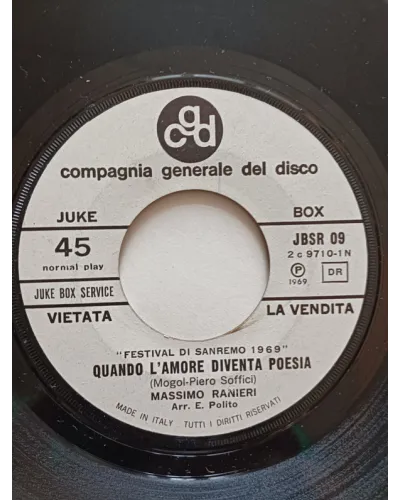 cgd
compagnia generale del disco
JUKE BOX
45 JBSR 09
normal play 2 c 9710-1N
JUKE BOX SERVICE P 1969 DR
VIETATA LA VENDITA
"FESTIVAL DI SANREMO 1969"
QUANDO L'AMORE DIVENTA POESIA
(Mogol-Piero Soffici)
MASSIMO RANIERI
Arr. E. Polito
MADE IN ITALY TUTTI I DIRITTI RISERVATI